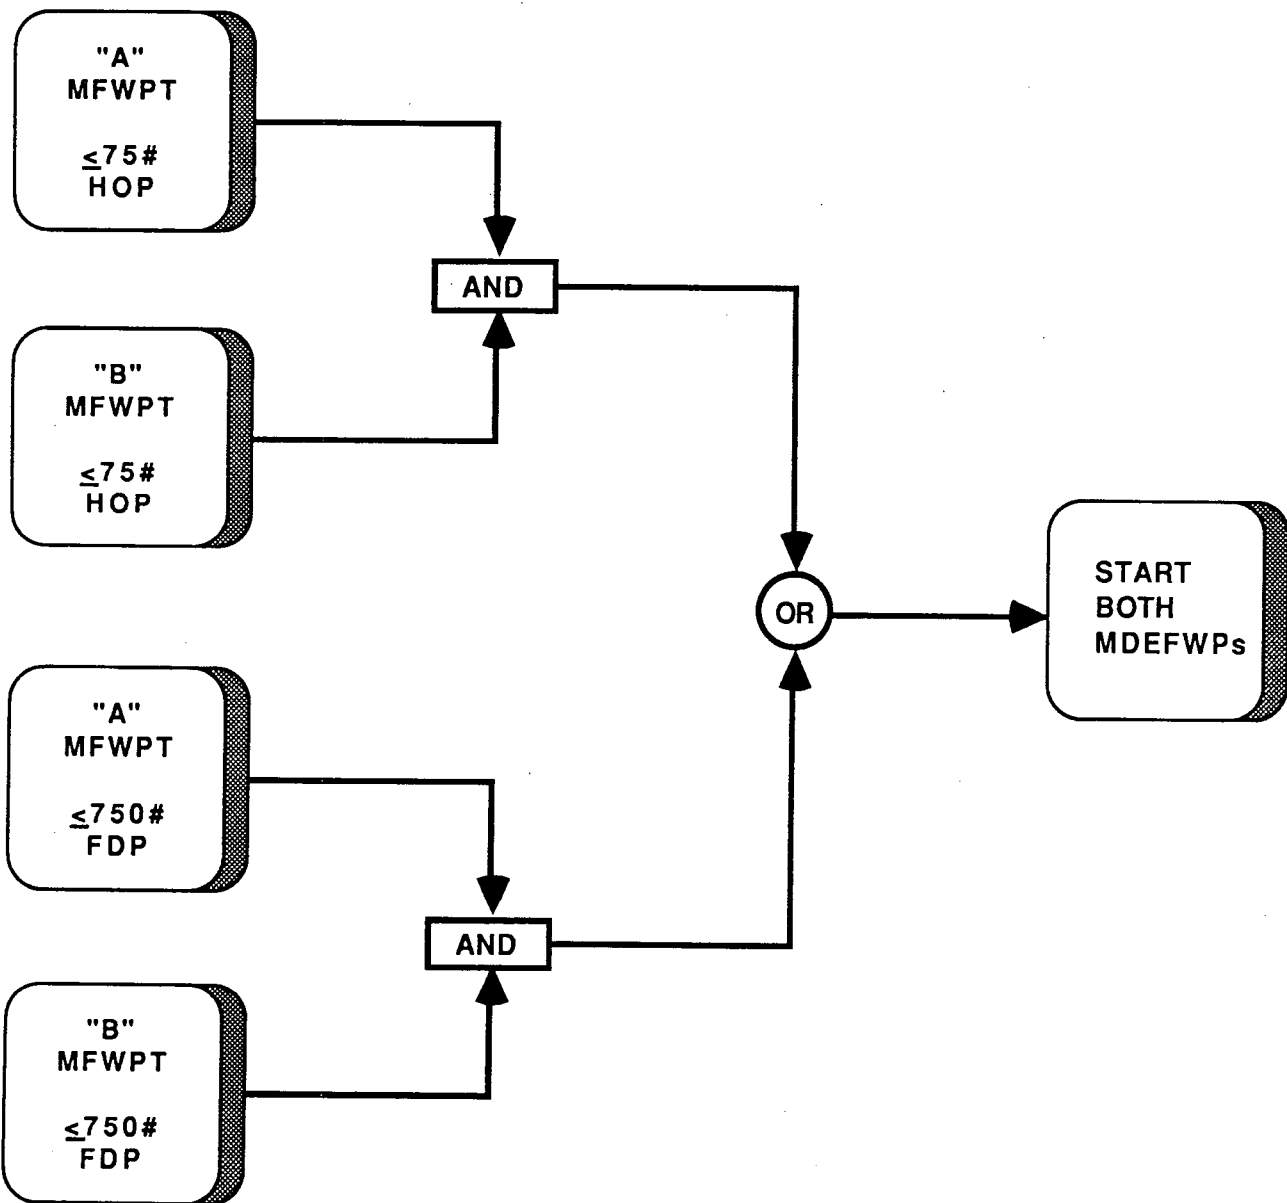 "A"
MFWPT
≤75#
HOP
AND
"B"
MFWPT
≤75#
HOP
OR
START
BOTH
MDEFWPs
"A"
MFWPT
≤750#
FDP
AND
"B"
MFWPT
≤750#
FDP